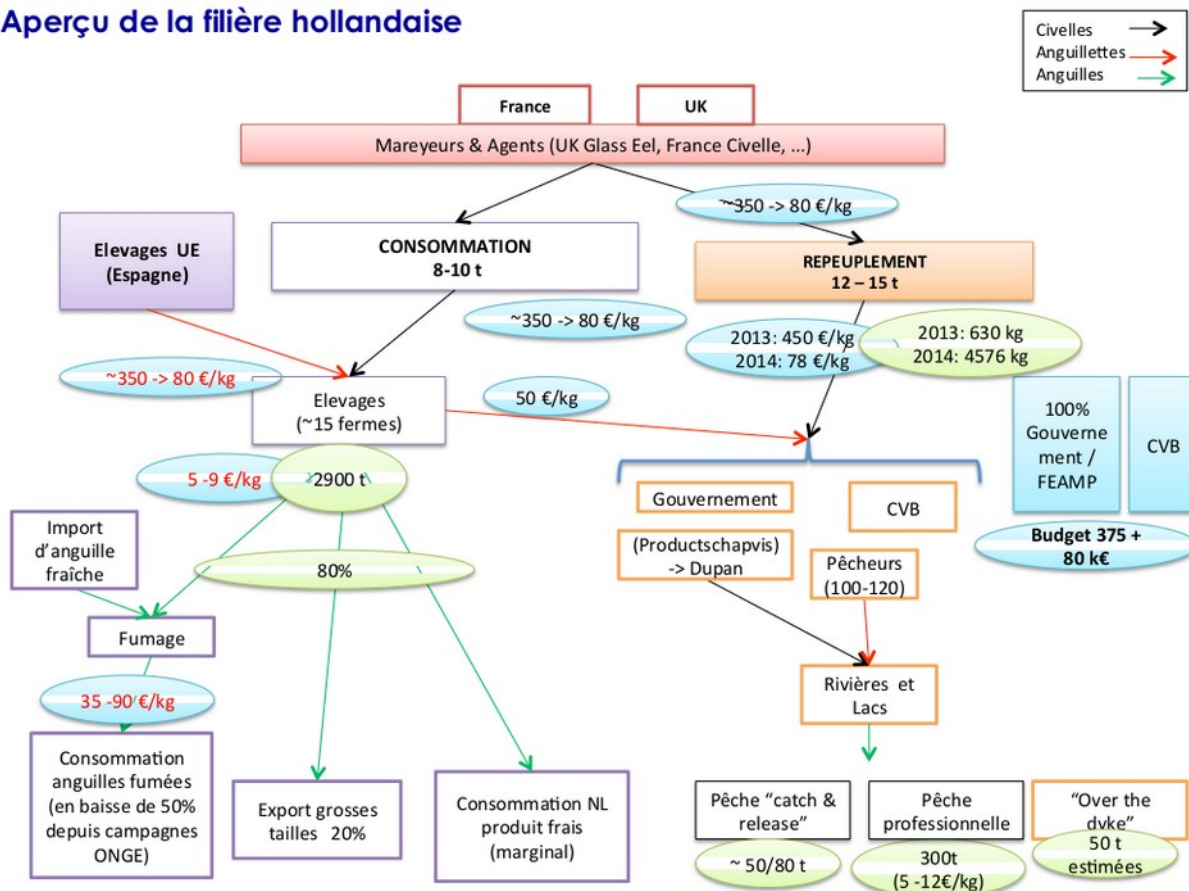 Aperçu de la filière hollandaise
Civelles
Anguillettes
Anguilles
France
UK
Mareyeurs & Agents (UK Glass Eel, France Civelle, ...)
~350 -> 80 €/kg
Elevages UE
(Espagne)
CONSOMMATION
8-10 t
REPEUPLEMENT
12 – 15 t
~350 -> 80 €/kg
2013: 450 €/kg
2014: 78 €/kg
2013: 630 kg
2014: 4576 kg
~350 -> 80 €/kg
Elevages
(~15 fermes)
50 €/kg
100%
Gouverne
ment /
FEAMP
CVB
5 -9 €/kg
2900 t
Gouvernement
CVB
Import
d’anguille
fraîche
(Productschapvis)
-> Dupan
Pêcheurs
(100-120)
Budget 375 +
80 k€
80%
Fumage
Rivières et
Lacs
35 -90 €/kg
Consommation
anguilles fumées
(en baisse de 50%
depuis campagnes
ONGE)
Export grosses
tailles 20%
Consommation NL
produit frais
(marginal)
Pêche “catch &
release”
~ 50/80 t
Pêche
professionnelle
300t
(5 -12€/kg)
“Over the
dyke”
50 t
estimées